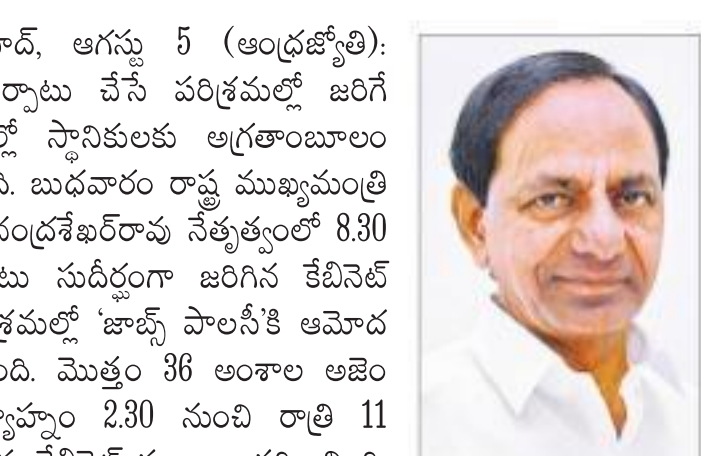 ాద్, ఆగస్టు 5 (ఆంధ్రజ్యోతి):
ర్పాటు చేసే పరిశ్రమల్లో జరిగే
ల్లో స్థానికులకు అగ్రతాంబూలం
ది. బుధవారం రాష్ట్ర ముఖ్యమంత్రి
చంద్రశేఖర్‌రావు నేతృత్వంలో 8.30
టు సుదీర్ఘంగా జరిగిన కేబినెట్
శ్రమల్లో ‘జాబ్స్ పాలసీ’కి ఆమోద
ంది. మొత్తం 36 అంశాల అజెం
్యాహ్నం 2.30 నుంచి రాత్రి 11